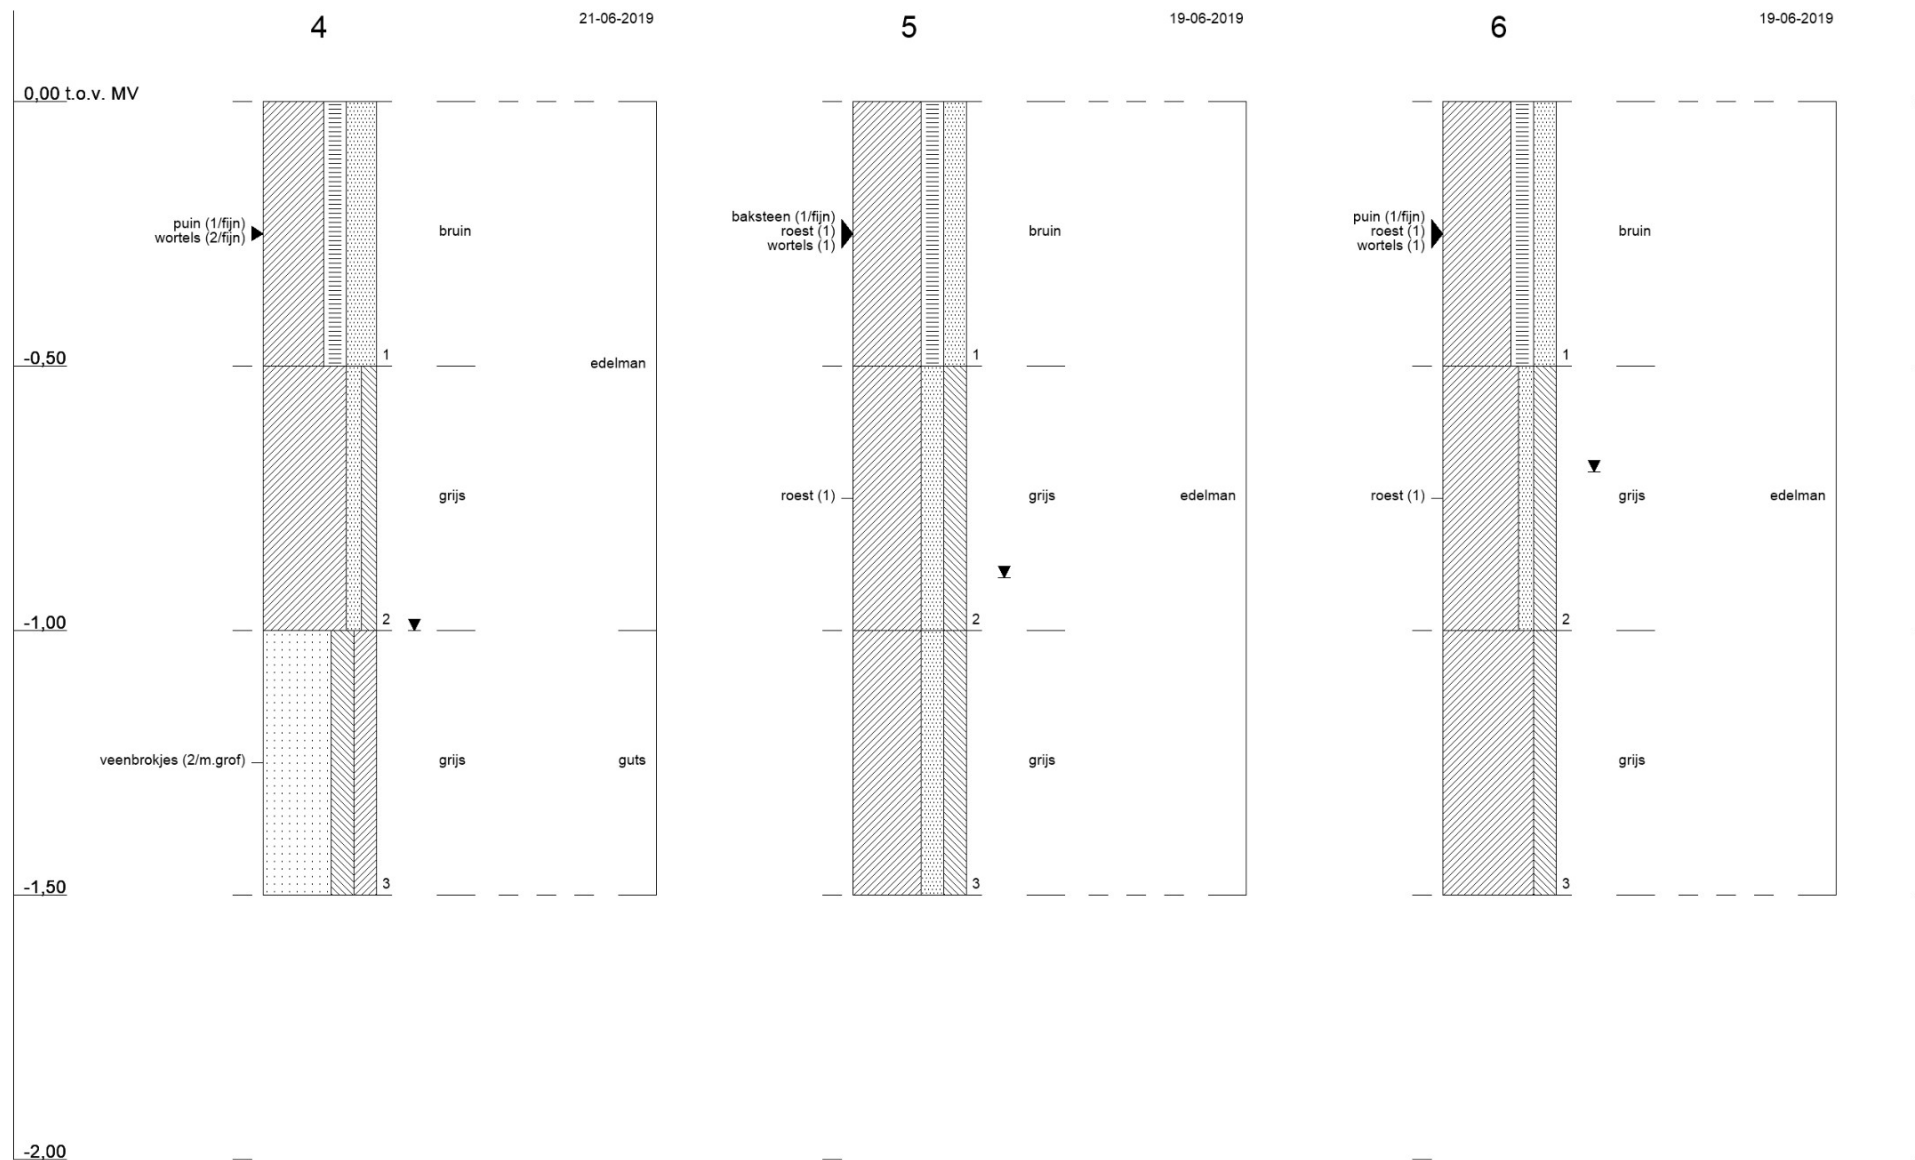 4
21-06-2019
5
19-06-2019
6
19-06-2019
0,00 t.o.v. MV
puin (1/fijn)
wortels (2/fijn)
bruin
baksteen (1/fijn)
roest (1)
wortels (1)
bruin
puin (1/fijn)
roest (1)
wortels (1)
bruin
-0,50
1
edelman
1
1
grijs
roest (1)
grijs
edelman
roest (1)
grijs
edelman
-1,00
2
2
2
veenbrokjes (2/m.grof)
grijs
guts
grijs
grijs
-1,50
3
3
3
-2,00